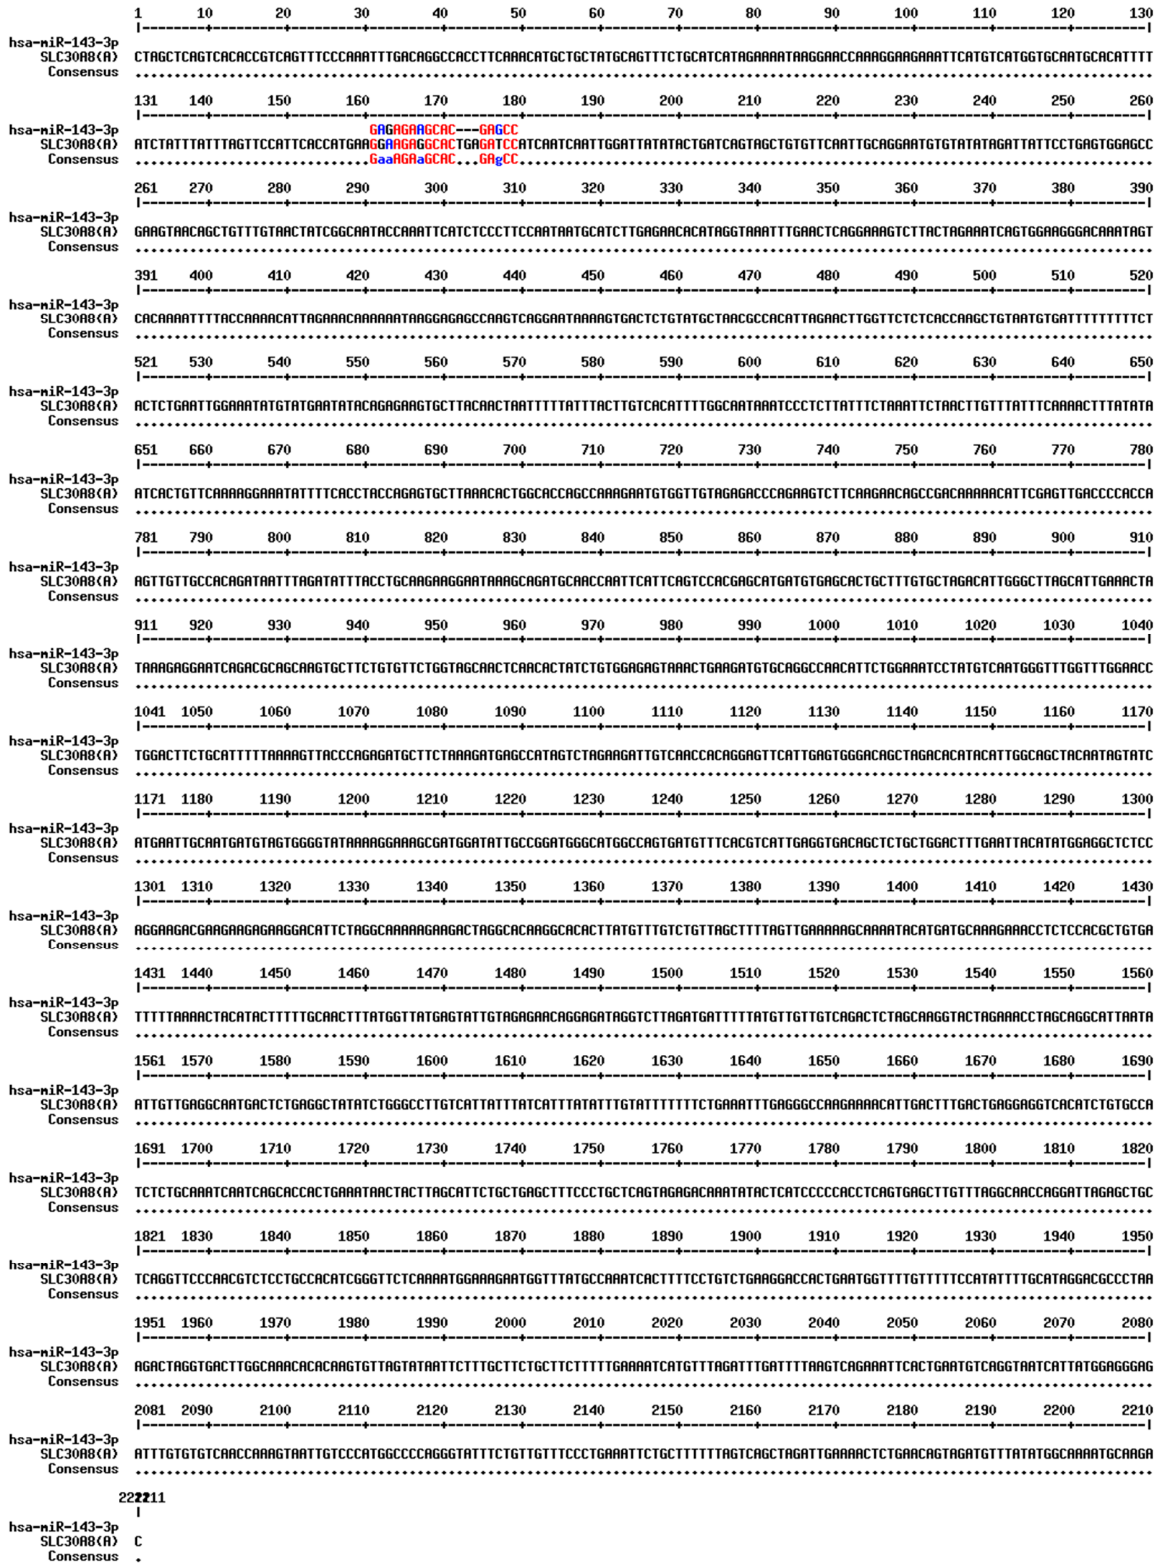 1 10 20 30 40 50 60 70 80 90 100 110 120 130
hsa-miR-143-3p
SLC30A8(A) CTAGCTCAGTCACACCGTCAGTTTCCCAAATTTGACAGGCCACCTTCAAACATGCTGCTATGCAGTTTCTGCATCATAGAAAATAAGGAACCAAAGGAAGAAATTCATGTCATGGTGCAATGCACATTTT
Consensus
131 140 150 160 170 180 190 200 210 220 230 240 250 260
hsa-miR-143-3p GAGAGAAGCAC---GAGCC
SLC30A8(A) ATCTATTTATTTAGTTCCATTCACCATGAAGGAAGAGGCACTGAGATCCATCAATCAATTGGATTATATACTGATCAGTAGCTGTGTTCAATTGCAGGAATGTGTATATAGATTATTCCTGAGTGGAGCC
Consensus GaaAGAaGCAC...GAgCC
261 270 280 290 300 310 320 330 340 350 360 370 380 390
hsa-miR-143-3p
SLC30A8(A) GAAGTAACAGCTGTTTGTAACTATCGGCAATACCAAATTCATCTCCCTTCCAATAATGCATCTTGAGAACACATAGGTAAATTTGAACTCAGGAAAGTCTTACTAGAAATCAGTGGAAGGGACAAATAGT
Consensus
391 400 410 420 430 440 450 460 470 480 490 500 510 520
hsa-miR-143-3p
SLC30A8(A) CACAAAATTTTACCAAAACATTAGAAACAAAAAATAAGGAGAGCCAAGTCAGGAATAAAAGTGACTCTGTATGCTAACGCCACATTAGAACTTGGTTCTCTCACCAAGCTGTAATGTGATTTTTTTTTCT
Consensus
521 530 540 550 560 570 580 590 600 610 620 630 640 650
hsa-miR-143-3p
SLC30A8(A) ACTCTGAATTGGAAATATGTATGAATATACAGAGAAGTGCTTACAACTAATTTTTATTTACTTGTCACATTTTGGCAATAAATCCCTCTTATTTCTAAATTCTAACTTGTTTATTTCAAAACTTTATATA
Consensus
651 660 670 680 690 700 710 720 730 740 750 760 770 780
hsa-miR-143-3p
SLC30A8(A) ATCACTGTTCAAAAGGAAATATTTTCACCTACCAGAGTGCTTAAACACTGGCACCAGCCAAAGAATGTGGTTGTAGAGACCCAGAAGTCTTCAAGAACAGCCGACAAAAACATTCGAGTTGACCCCACCA
Consensus
781 790 800 810 820 830 840 850 860 870 880 890 900 910
hsa-miR-143-3p
SLC30A8(A) AGTTGTTGCCACAGATAATTTAGATATTTACCTGCAAGAAGGAATAAAGCAGATGCAACCAATTCATTCAGTCCACGAGCATGATGTGAGCACTGCTTTGTGCTAGACATTGGGCTTAGCATTGAAACTA
Consensus
911 920 930 940 950 960 970 980 990 1000 1010 1020 1030 1040
hsa-miR-143-3p
SLC30A8(A) TAAAGAGGAATCAGACGCAGCAAGTGCTTCTGTGTTCTGGTAGCAACTCAACACTATCTGTGGAGAGTAAACTGAAGATGTGCAGGCCAACATTCTGGAAATCCTATGTCAATGGGTTTGGTTTGGAACC
Consensus
1041 1050 1060 1070 1080 1090 1100 1110 1120 1130 1140 1150 1160 1170
hsa-miR-143-3p
SLC30A8(A) TGGACTTCTGCATTTTTAAAAGTTACCCAGAGATGCTTCTAAAGATGAGCCATAGTCTAGAAGATTGTCAACCACAGGAGTTCATTGAGTGGGACAGCTAGACACATACATTGGCAGCTACAATAGTATC
Consensus
1171 1180 1190 1200 1210 1220 1230 1240 1250 1260 1270 1280 1290 1300
hsa-miR-143-3p
SLC30A8(A) ATGAATTGCAATGATGTAGTGGGGTATAAAAGGAAAGCGATGGATATTGCCGGATGGGCATGGCCAGTGATGTTTCACGTCATTGAGGTGACAGCTCTGCTGGACTTTGAATTACATATGGAGGCTCTCC
Consensus
1301 1310 1320 1330 1340 1350 1360 1370 1380 1390 1400 1410 1420 1430
hsa-miR-143-3p
SLC30A8(A) AGGAAGACGAAGAAGAGAAGGACATTCTAGGCAAAAAGAAGACTAGGCACAAGGCACACTTATGTTTGTCTGTTAGCTTTTAGTTGAAAAAGCAAAATACATGATGCAAAGAAACCTCTCCACGCTGTGA
Consensus
1431 1440 1450 1460 1470 1480 1490 1500 1510 1520 1530 1540 1550 1560
hsa-miR-143-3p
SLC30A8(A) TTTTTAAAACTACATACTTTTTGCAACTTTATGGTTATGAGTATTGTAGAGAACAGGAGATAGGTCTTAGATGATTTTTATGTTGTTGTCAGACTCTAGCAAGGTACTAGAAACCTAGCAGGCATTAATA
Consensus
1561 1570 1580 1590 1600 1610 1620 1630 1640 1650 1660 1670 1680 1690
hsa-miR-143-3p
SLC30A8(A) ATTGTTGAGGCAATGACTCTGAGGCTATATCTGGGCCTTGTCATTATTTATCATTTATATTTGTATTTTTTTCTGAAATTTGAGGGCCAAGAAAACATTGACTTTGACTGAGGAGGTCACATCTGTGCCA
Consensus
1691 1700 1710 1720 1730 1740 1750 1760 1770 1780 1790 1800 1810 1820
hsa-miR-143-3p
SLC30A8(A) TCTCTGCAAATCAATCAGCACCACTGAAATAACTACTTAGCATTCTGCTGAGCTTTCCCTGCTCAGTAGAGACAAATATACTCATCCCCCACCTCAGTGAGCTTGTTTAGGCAACCAGGATTAGAGCTGC
Consensus
1821 1830 1840 1850 1860 1870 1880 1890 1900 1910 1920 1930 1940 1950
hsa-miR-143-3p
SLC30A8(A) TCAGGTTCCCAACGTCTCCTGCCACATCGGGTTCTCAAAATGGAAAGAATGGTTTATGCCAAATCACTTTTCCTGTCTGAAGGACCACTGAATGGTTTTGTTTTTCCATATTTTGCATAGGACGCCCTAA
Consensus
1951 1960 1970 1980 1990 2000 2010 2020 2030 2040 2050 2060 2070 2080
hsa-miR-143-3p
SLC30A8(A) AGACTAGGTGACTTGGCAAACACACAAGTGTTAGTATAATTCTTTGCTTCTGCTTCTTTTTGAAAATCATGTTTAGATTTGATTTTAAGTCAGAAATTCACTGAATGTCAGGTAATCATTATGGAGGGAG
Consensus
2081 2090 2100 2110 2120 2130 2140 2150 2160 2170 2180 2190 2200 2210
hsa-miR-143-3p
SLC30A8(A) ATTTGTGTGTCAACCAAAGTAATTGTCCCATGGCCCCAGGGTATTTCTGTTGTTTCCCTGAAATTCTGCTTTTTTAGTCAGCTAGATTGAAAACTCTGAACAGTAGATGTTTATATGGCAAAATGCAAGA
Consensus
hsa-miR-143-3p
SLC30A8(A) C
Consensus